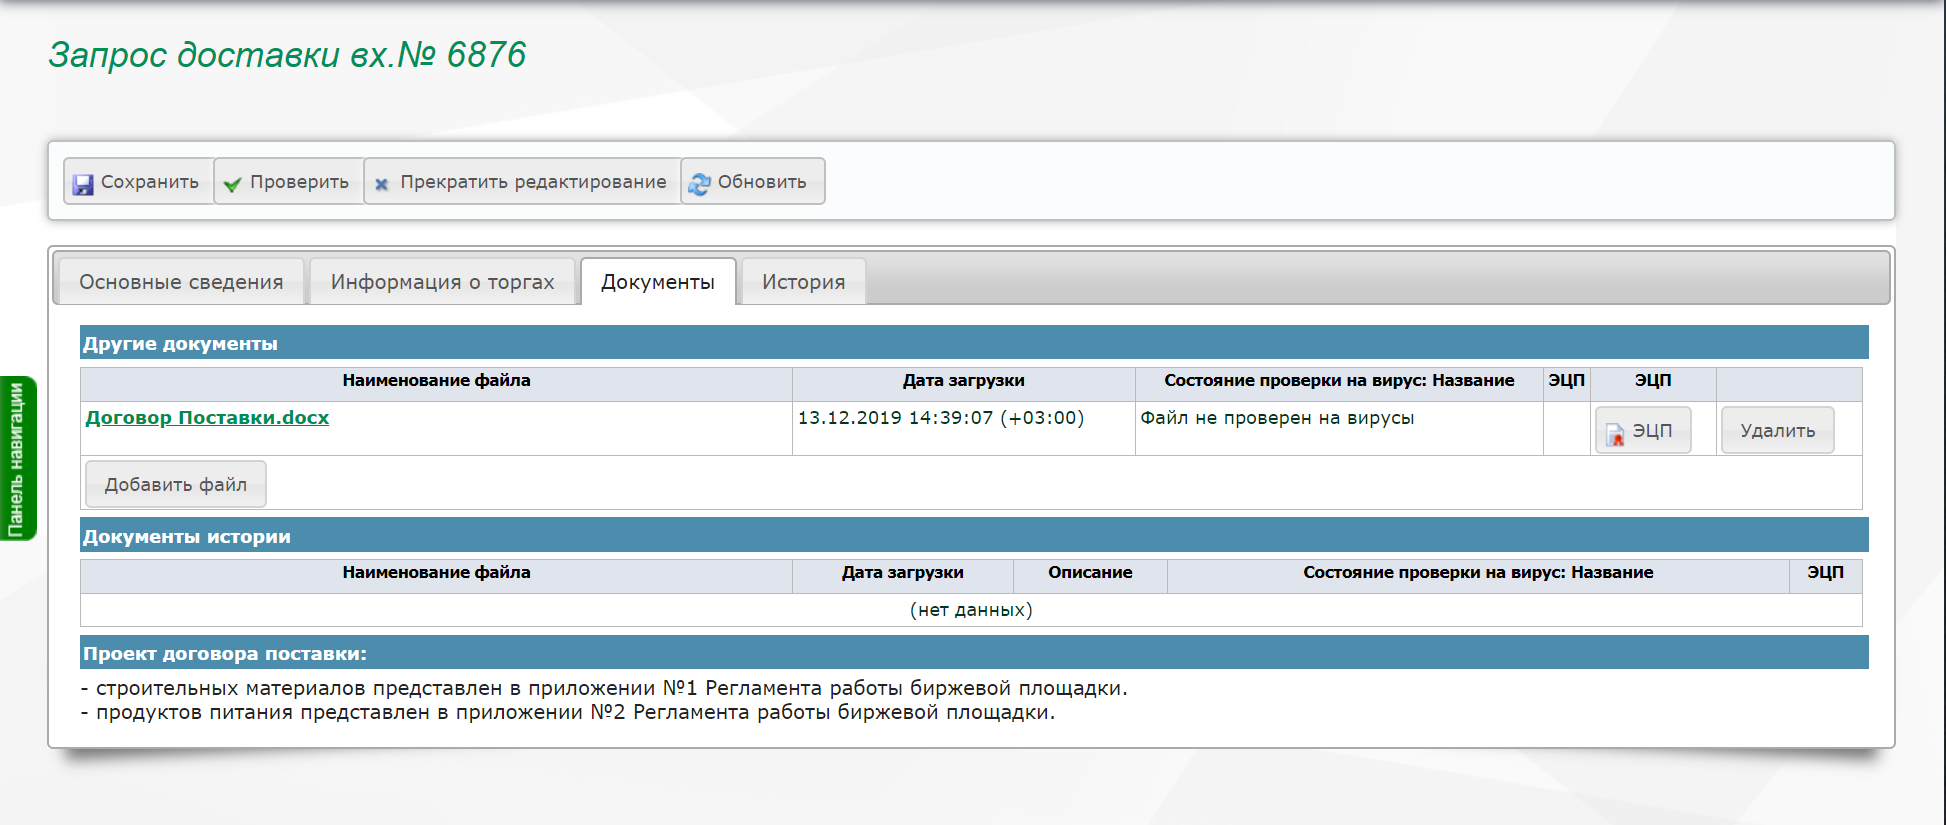 Запрос доставки вх.№ 6876
Сохранить Проверить Прекратить редактирование Обновить
Основные сведения Информация о торгах Документы История
Другие документы
Наименование файла Дата загрузки Состояние проверки на вирус: Название ЭЦП ЭЦП
Договор Поставки.docx 13.12.2019 14:39:07 (+03:00) Файл не проверен на вирусы ЭЦП Удалить
Добавить файл
Панель навигации
Документы истории
Наименование файла Дата загрузки Описание Состояние проверки на вирус: Название ЭЦП
(нет данных)
Проект договора поставки:
- строительных материалов представлен в приложении №1 Регламента работы биржевой площадки.
- продуктов питания представлен в приложении №2 Регламента работы биржевой площадки.